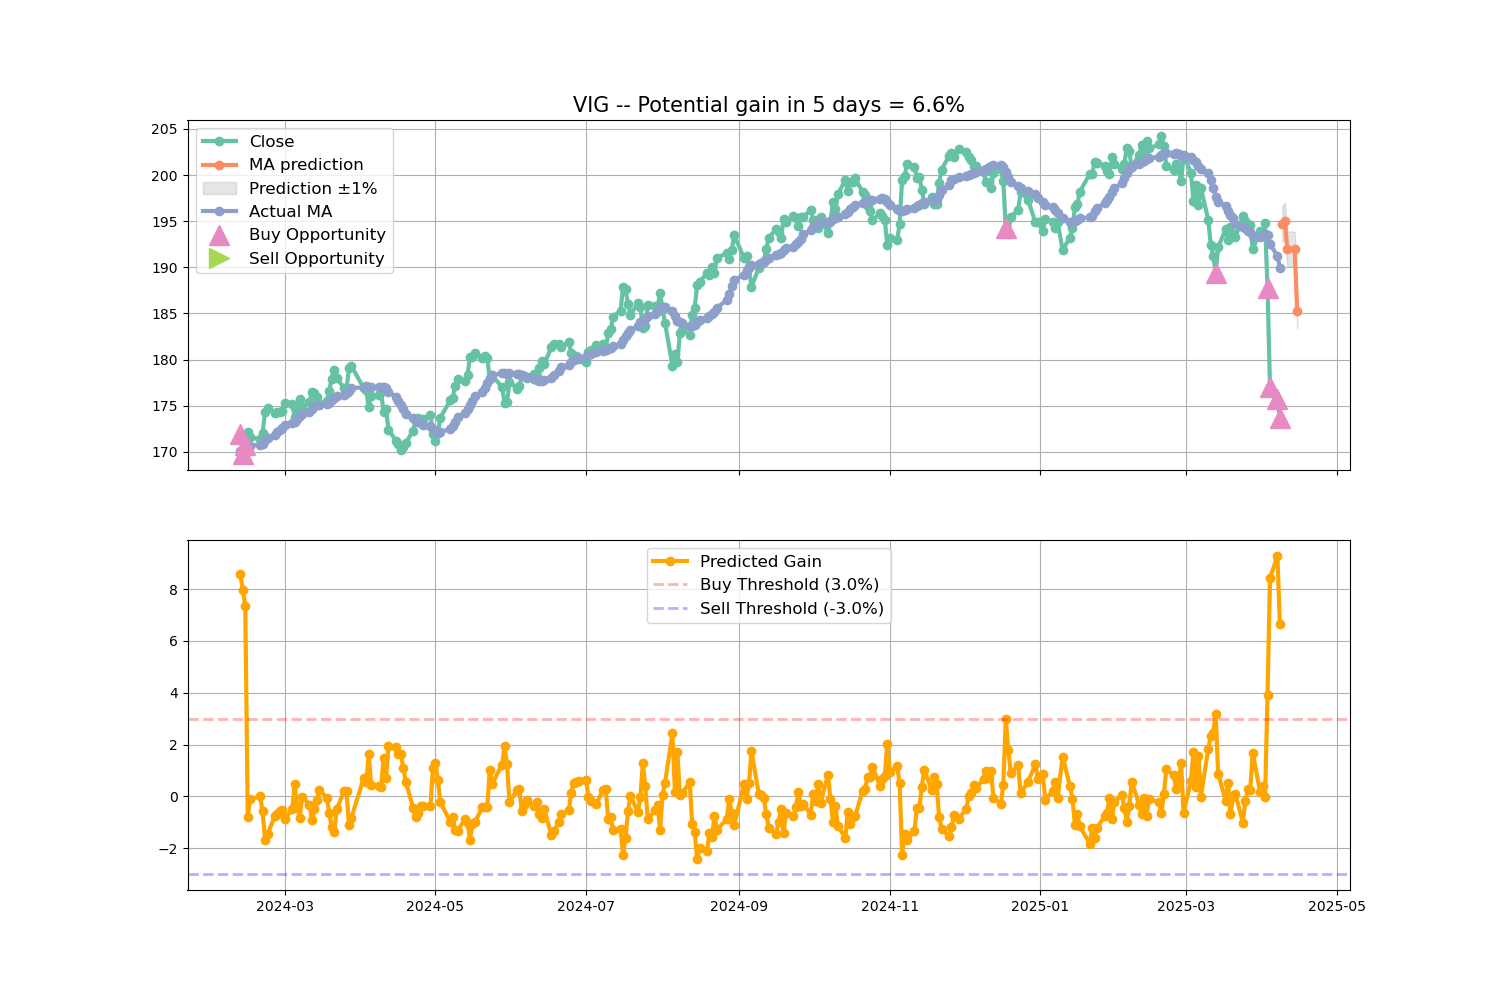 VIG -- Potential gain in 5 days = 6.6%
205
200
195
190
185
180
175
170
Close
MA prediction
Prediction ±1%
Actual MA
Buy Opportunity
Sell Opportunity
8
6
4
2
0
−2
Predicted Gain
Buy Threshold (3.0%)
Sell Threshold (-3.0%)
2024-03
2024-05
2024-07
2024-09
2024-11
2025-01
2025-03
2025-05